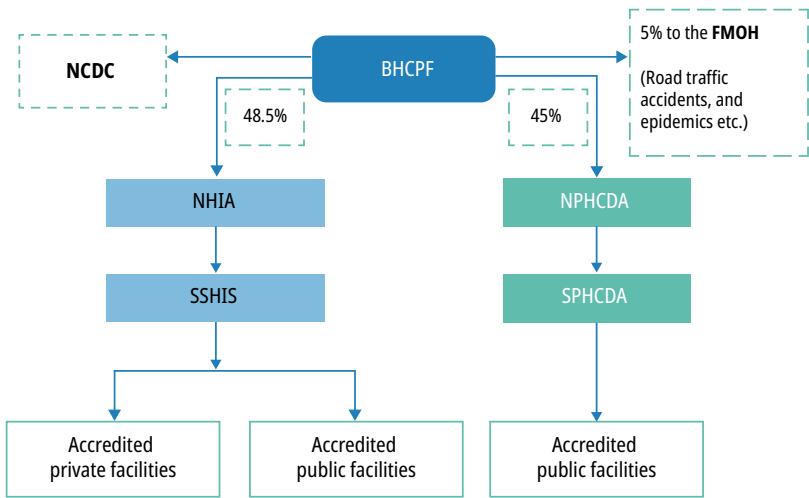 NCDC
BHCPF
5% to the FMOH
(Road traffic
accidents, and
epidemics etc.)
48.5%
45%
NHIA
NPHCDA
SSHIS
SPHCDA
Accredited
private facilities
Accredited
public facilities
Accredited
public facilities